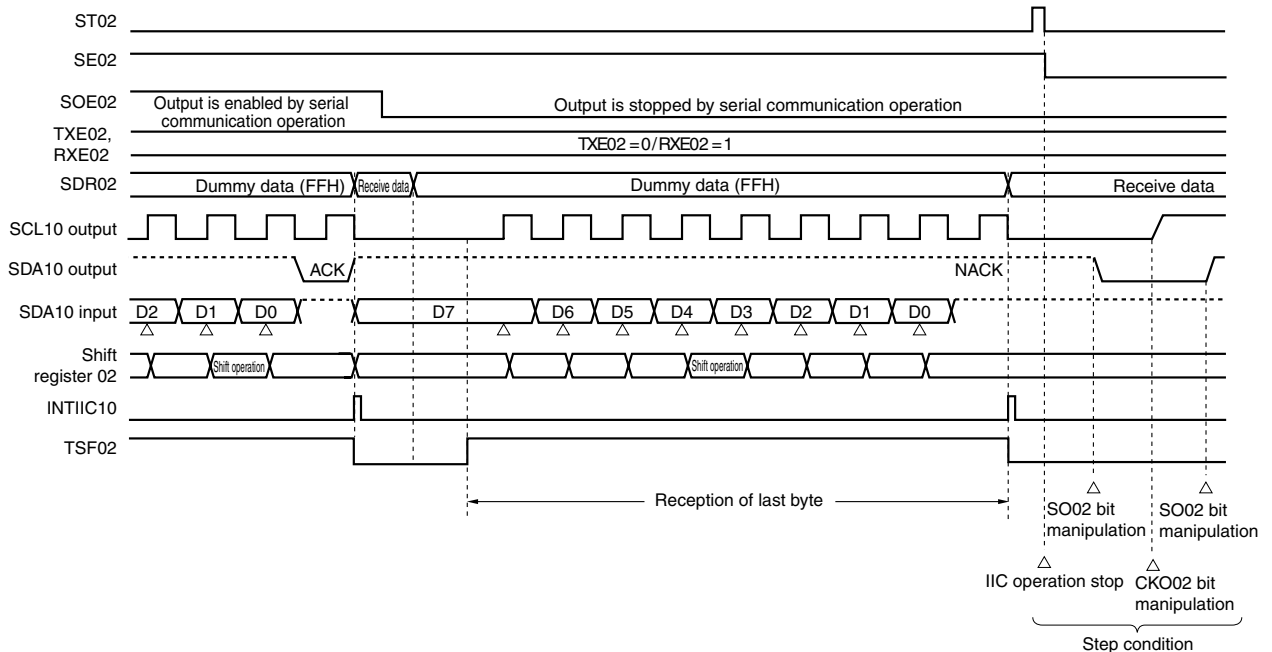 ST02
SE02
SOE02
Output is enabled by serial
communication operation
Output is stopped by serial communication operation
TXE02,
RXE02
TXE02 = 0 / RXE02 = 1
SDR02
Dummy data (FFH)
Receive data
Dummy data (FFH)
Receive data
SCL10 output
SDA10 output
ACK
NACK
SDA10 input
D2
D1
D0
D7
D6
D5
D4
D3
D2
D1
D0
Shift
register 02
Shift operation
Shift operation
INTIIC10
TSF02
Reception of last byte
SO02 bit
manipulation
SO02 bit
manipulation
IIC operation stop
CKO02 bit
manipulation
Step condition